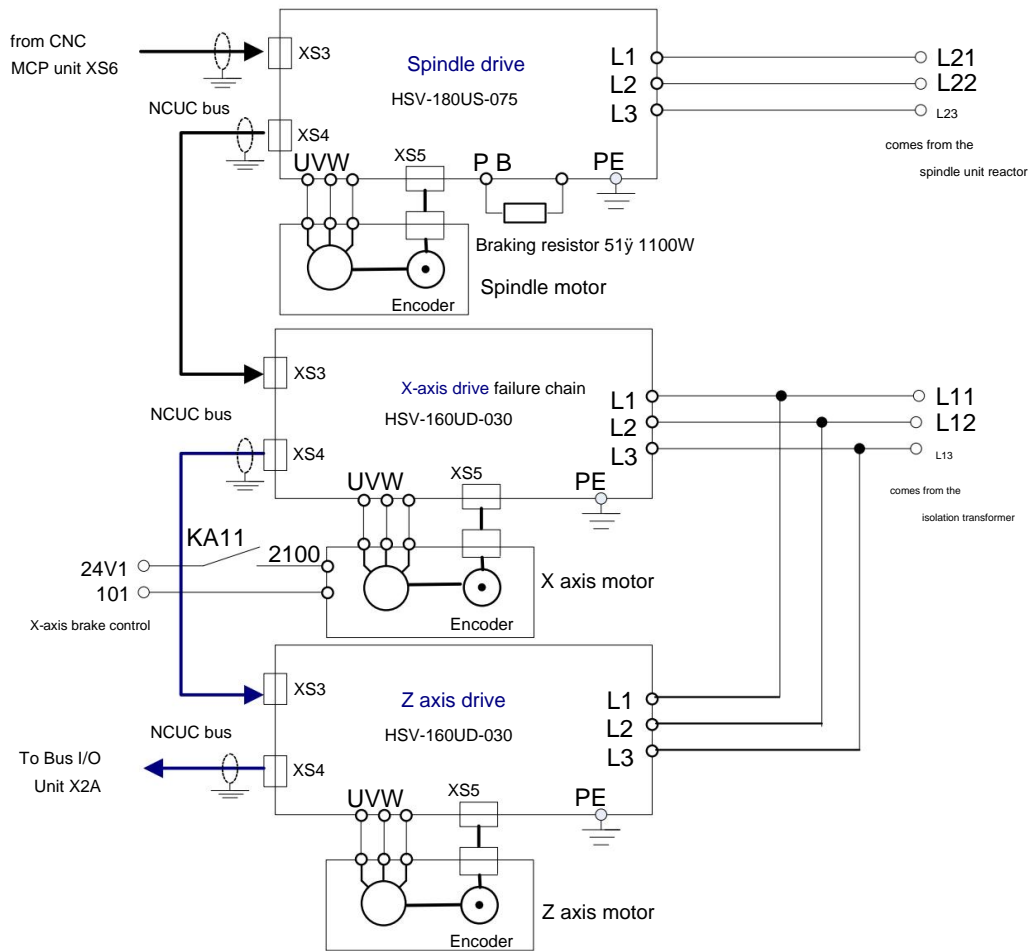 from CNC
MCP unit XS6
XS3
Spindle drive
HSV-180US-075
L1
L2
L3
L21
L22
L23
comes from the
spindle unit reactor
NCUC bus
XS4
UVW
XS5
P B
PE
Braking resistor 51ÿ 1100W
Spindle motor
Encoder
XS3
X-axis drive failure chain
HSV-160UD-030
L1
L2
L3
L11
L12
L13
comes from the
isolation transformer
NCUC bus
XS4
UVW
XS5
PE
KA11
2100
24V1
101
X-axis brake control
X axis motor
Encoder
XS3
Z axis drive
HSV-160UD-030
L1
L2
L3
NCUC bus
To Bus I/O
Unit X2A
XS4
UVW
XS5
PE
Z axis motor
Encoder